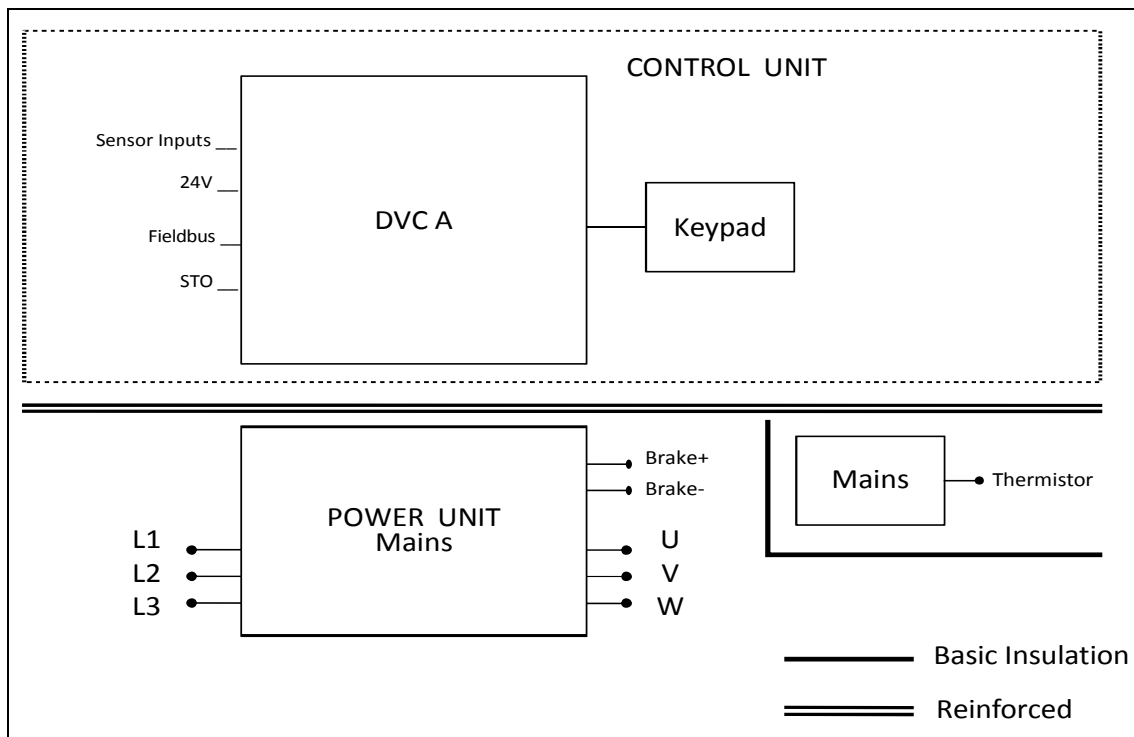 CONTROL UNIT
Sensor Inputs
24V
Fieldbus
STO
DVC A
Keypad
POWER UNIT
Mains
L1
L2
L3
Brake+
Brake-
U
V
W
Mains
Thermistor
Basic Insulation
Reinforced